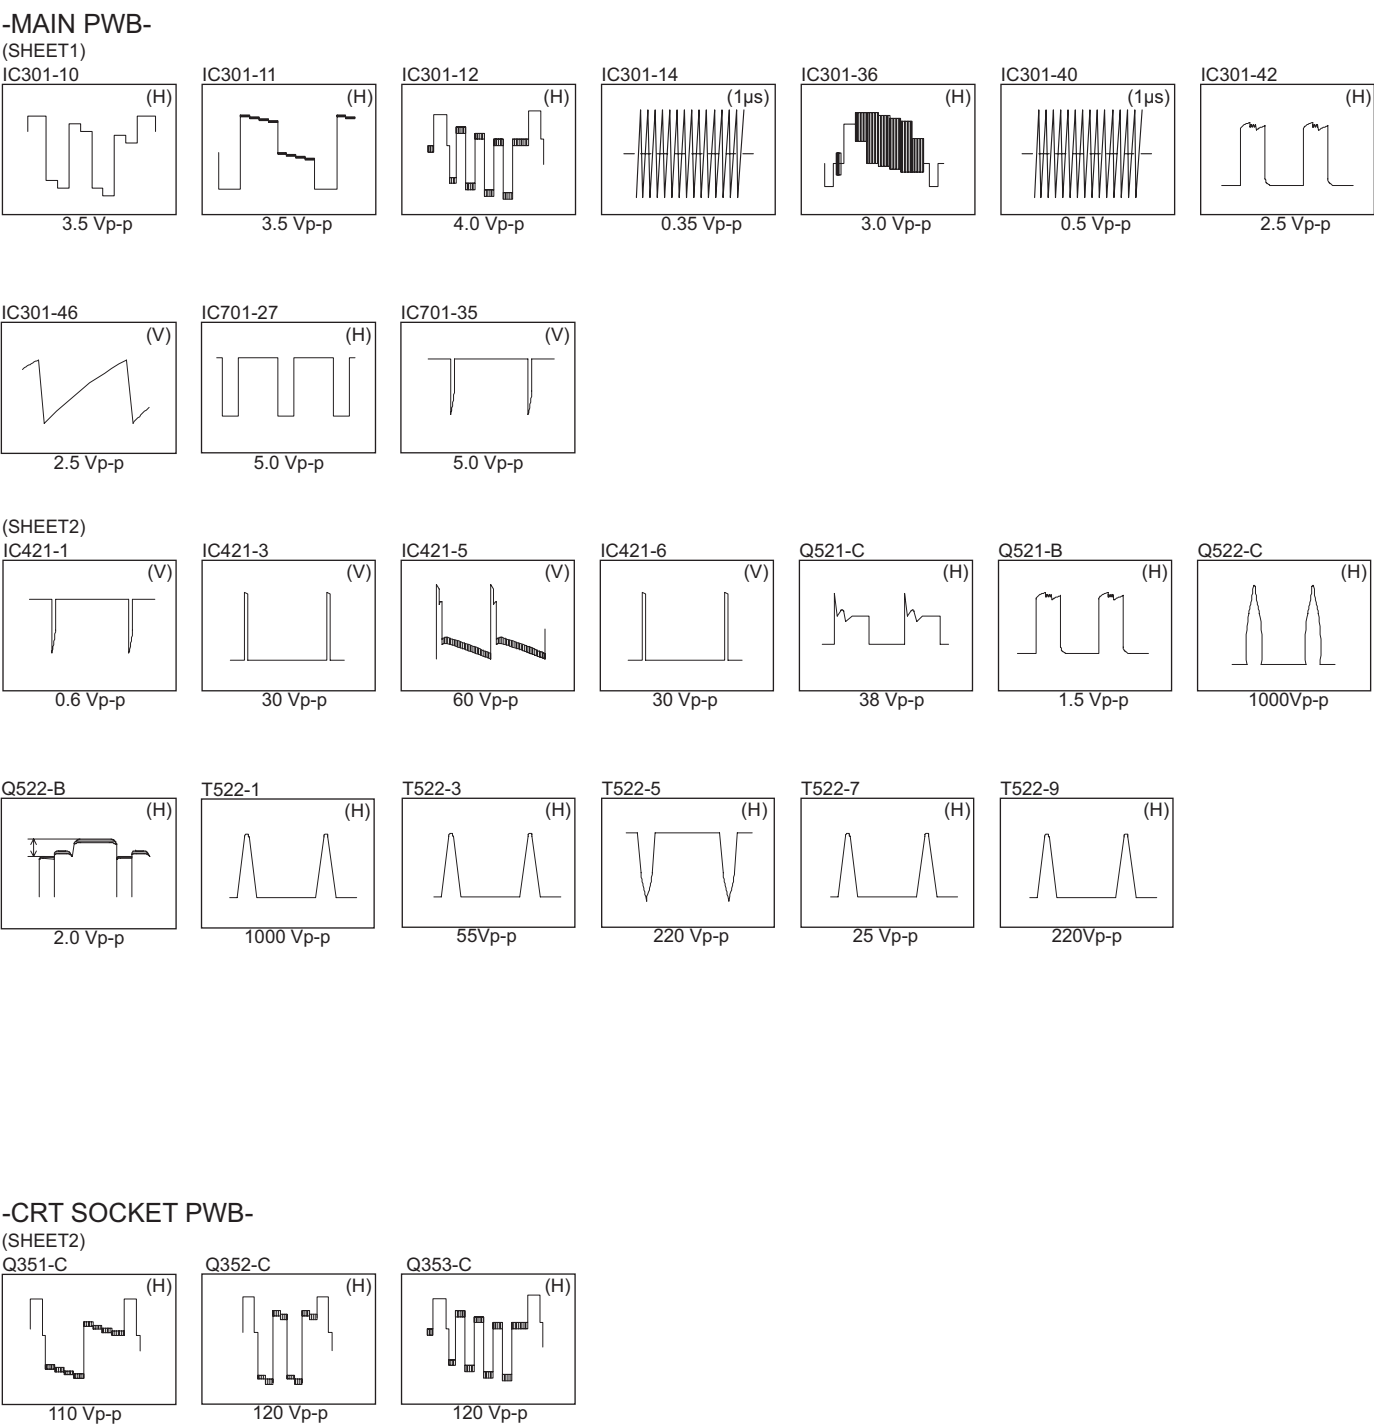 -MAIN PWB-
(SHEET1)
IC301-10 IC301-11 IC301-12 IC301-14 IC301-36 IC301-40 IC301-42
(H) (H) (H) (1µs) (H) (1µs) (H)
3.5 Vp-p 3.5 Vp-p 4.0 Vp-p 0.35 Vp-p 3.0 Vp-p 0.5 Vp-p 2.5 Vp-p
IC301-46 IC701-27 IC701-35
(V) (H) (V)
2.5 Vp-p 5.0 Vp-p 5.0 Vp-p
(SHEET2)
IC421-1 IC421-3 IC421-5 IC421-6 Q521-C Q521-B Q522-C
(V) (V) (V) (V) (H) (H) (H)
0.6 Vp-p 30 Vp-p 60 Vp-p 30 Vp-p 38 Vp-p 1.5 Vp-p 1000Vp-p
Q522-B T522-1 T522-3 T522-5 T522-7 T522-9
(H) (H) (H) (H) (H) (H)
2.0 Vp-p 1000 Vp-p 55Vp-p 220 Vp-p 25 Vp-p 220Vp-p
-CRT SOCKET PWB-
(SHEET2)
Q351-C Q352-C Q353-C
(H) (H) (H)
110 Vp-p 120 Vp-p 120 Vp-p